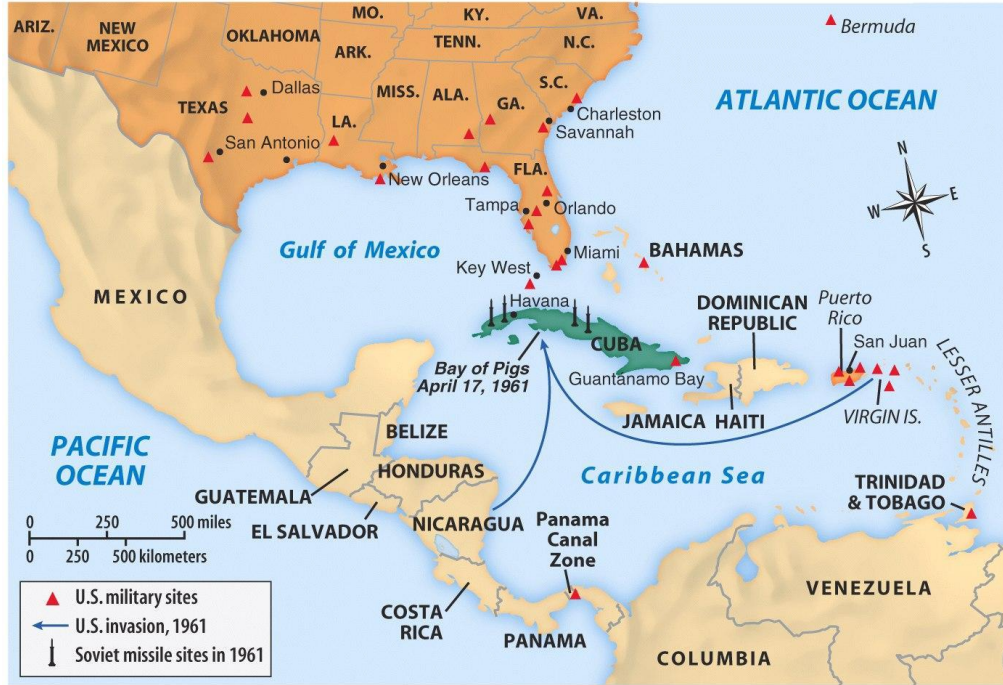 MO.
KY.
VA.
ARIZ.
NEW
MEXICO
OKLAHOMA
ARK.
TENN.
N.C.
Bermuda
S.C.
Dallas
MISS.
ALA.
GA.
ATLANTIC OCEAN
TEXAS
LA.
Charleston
Savannah
San Antonio
N
FLA.
New Orleans
W
E
Tampa
Orlando
S
Gulf of Mexico
Miami
BAHAMAS
Key West
MEXICO
Havana
DOMINICAN
REPUBLIC
Puerto
Rico
CUBA
San Juan
Bay of Pigs
April 17, 1961
Guantanamo Bay
LESSER ANTILLES
JAMAICA
HAITI
VIRGIN IS.
BELIZE
PACIFIC
OCEAN
HONDURAS
Caribbean Sea
GUATEMALA
TRINIDAD
& TOBAGO
EL SALVADOR
NICARAGUA
Panama
Canal
Zone
0 250 500 miles
0 250 500 kilometers
VENEZUELA
COSTA
RICA
PANAMA
COLUMBIA
U.S. military sites
U.S. invasion, 1961
Soviet missile sites in 1961